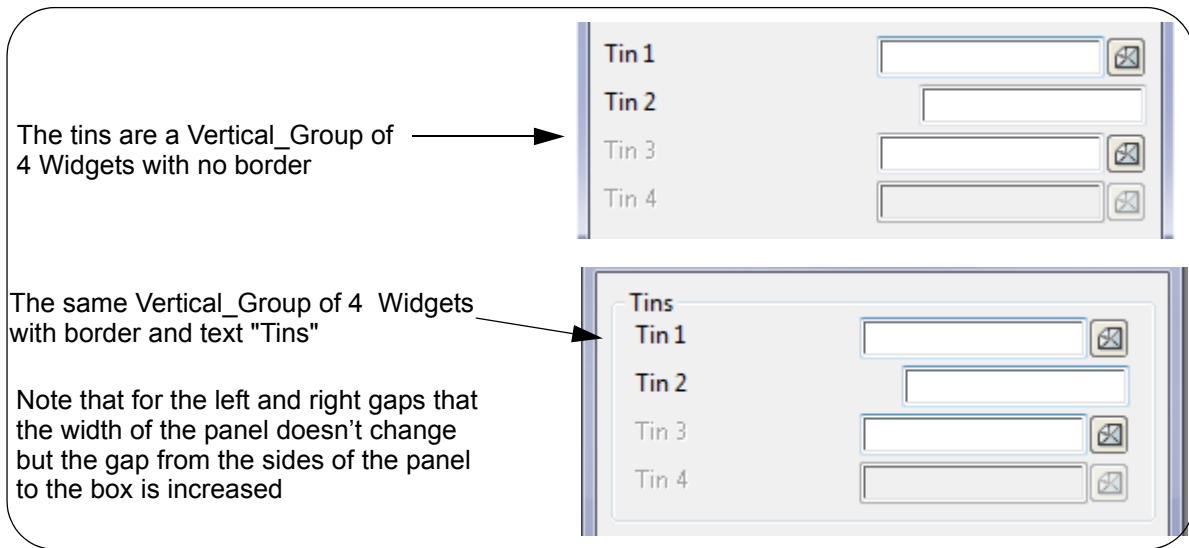 Tin 1
Tin 2
The tins are a Vertical_Group of
4 Widgets with no border
Tin 3
Tin 4
The same Vertical_Group of 4  Widgets
with border and text "Tins"
Tins
Tin 1
Tin 2
Note that for the left and right gaps that
the width of the panel doesn’t change
but the gap from the sides of the panel
to the box is increased
Tin 3
Tin 4